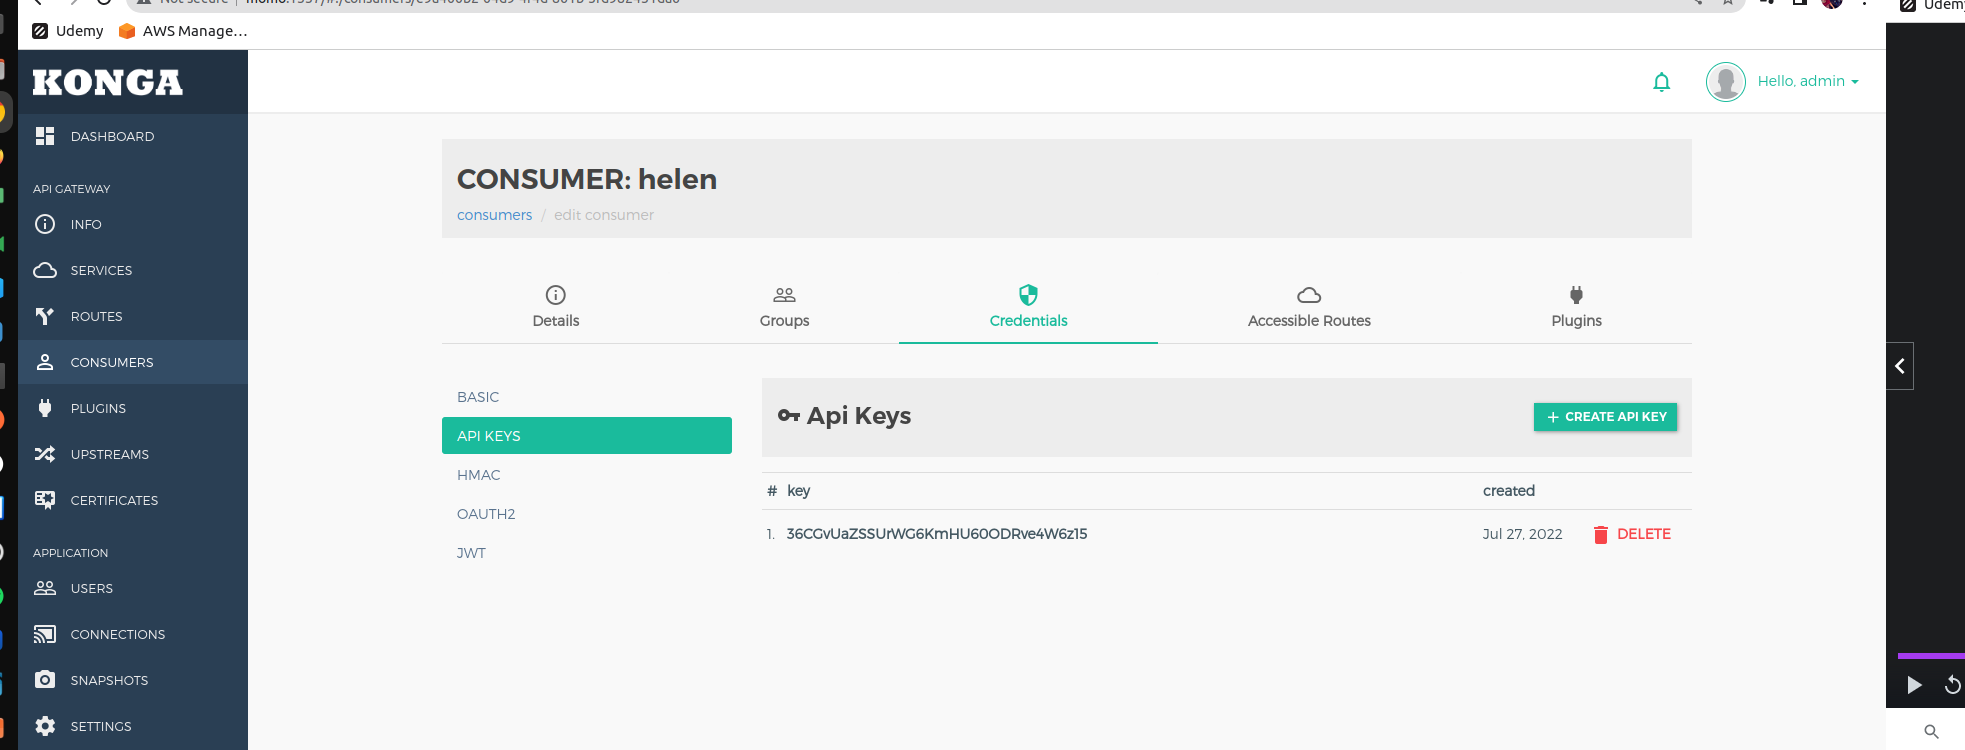 Udemy AWS Manage...
Udemy
KONGA
Hello, admin
DASHBOARD
API GATEWAY
INFO
SERVICES
ROUTES
CONSUMERS
PLUGINS
UPSTREAMS
CERTIFICATES
APPLICATION
USERS
CONNECTIONS
SNAPSHOTS
SETTINGS
CONSUMER: helen
consumers / edit consumer
Details Groups Credentials Accessible Routes Plugins
BASIC
API KEYS
HMAC
OAUTH2
JWT
Api Keys
+ CREATE API KEY
# key created
1. 36CGvUaZSSUrWG6KmHU60ODRve4W6z15 Jul 27, 2022 DELETE